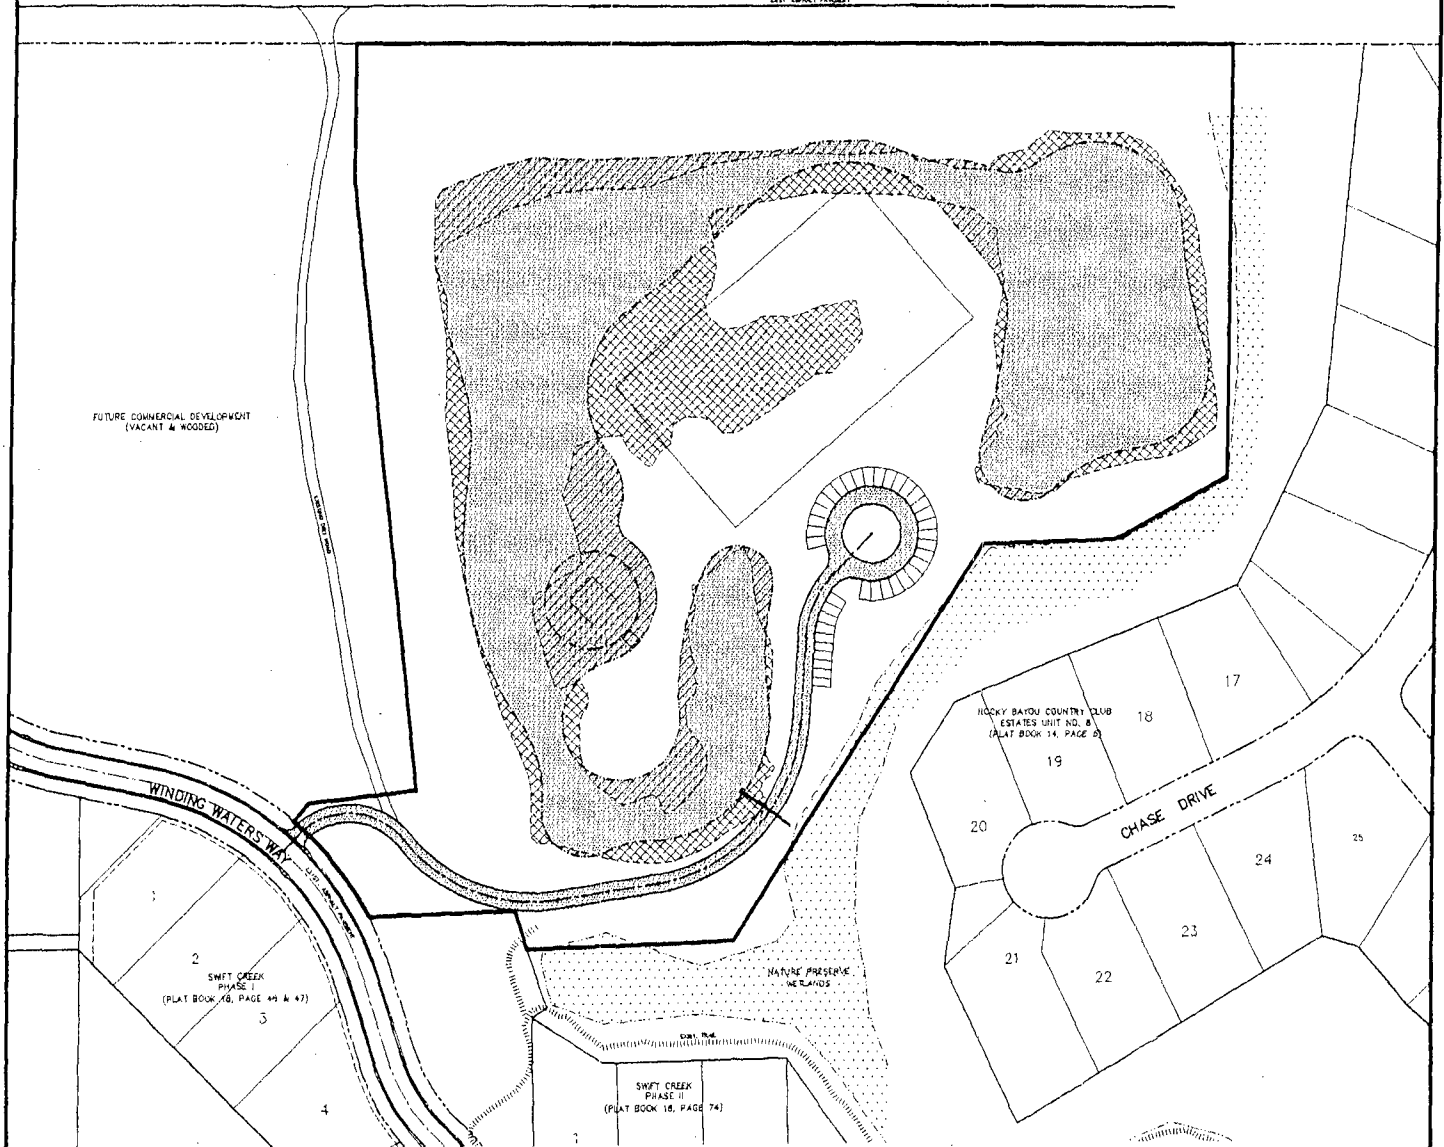 FUTURE COMMERCIAL DEVELOPMENT
(VACANT & WOODED)
WINDING WATERS WAY
1
2
SWIFT CREEK
PHASE I
(PLAT BOOK 18, PAGE 46 & 47)
3
4
ROCKY BAYOU COUNTRY CLUB
ESTATES UNIT NO. 8
(PLAT BOOK 14, PAGE 5)
17
18
19
20
CHASE DRIVE
21
22
23
24
25
NATURE PRESERVE
WETLANDS
SWIFT CREEK
PHASE II
(PLAT BOOK 18, PAGE 74)
1